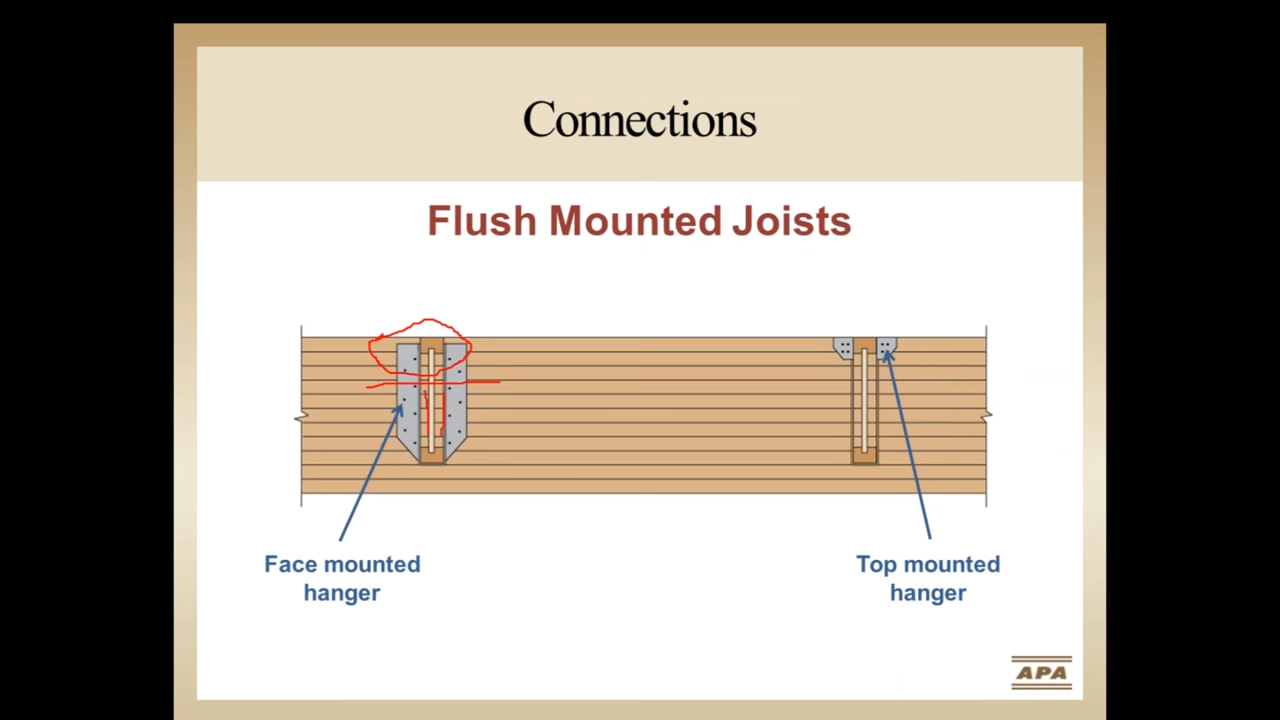 Connections
Flush Mounted Joists
Face mounted
hanger
Top mounted
hanger
APA